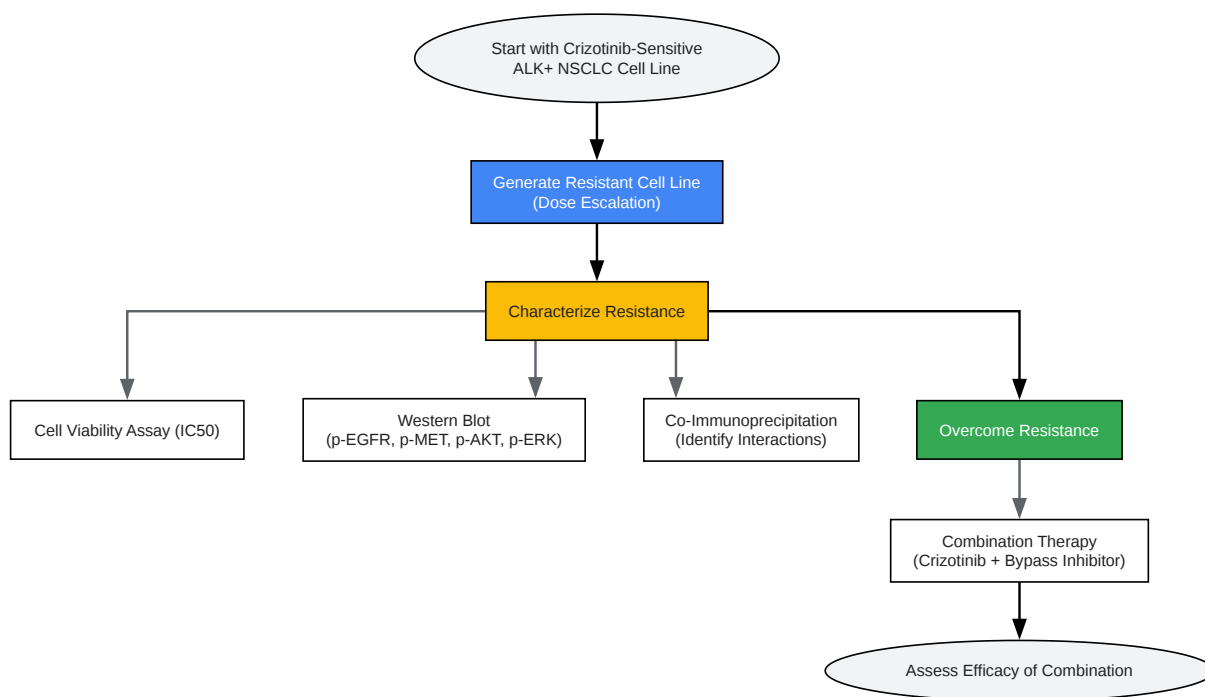 Start with Crizotinib-Sensitive
ALK+ NSCLC Cell Line
Generate Resistant Cell Line
(Dose Escalation)
Characterize Resistance
Cell Viability Assay (IC50)
Western Blot
(p-EGFR, p-MET, p-AKT, p-ERK)
Co-Immunoprecipitation
(Identify Interactions)
Overcome Resistance
Combination Therapy
(Crizotinib + Bypass Inhibitor)
Assess Efficacy of Combination